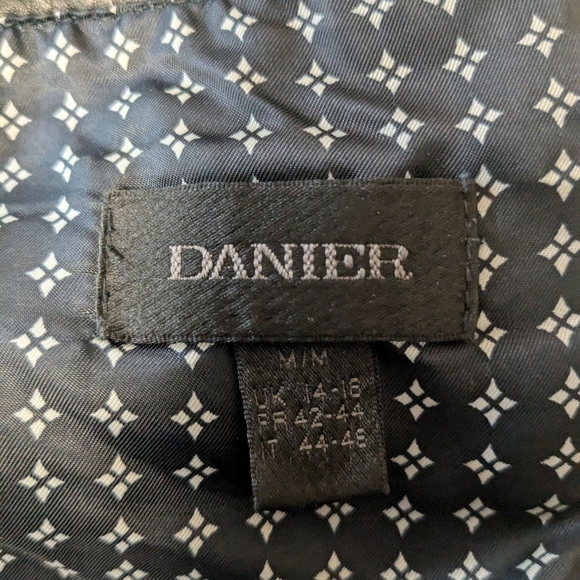 DANIER
M/M
UK 14-16
FR 42-44
IT 44-46